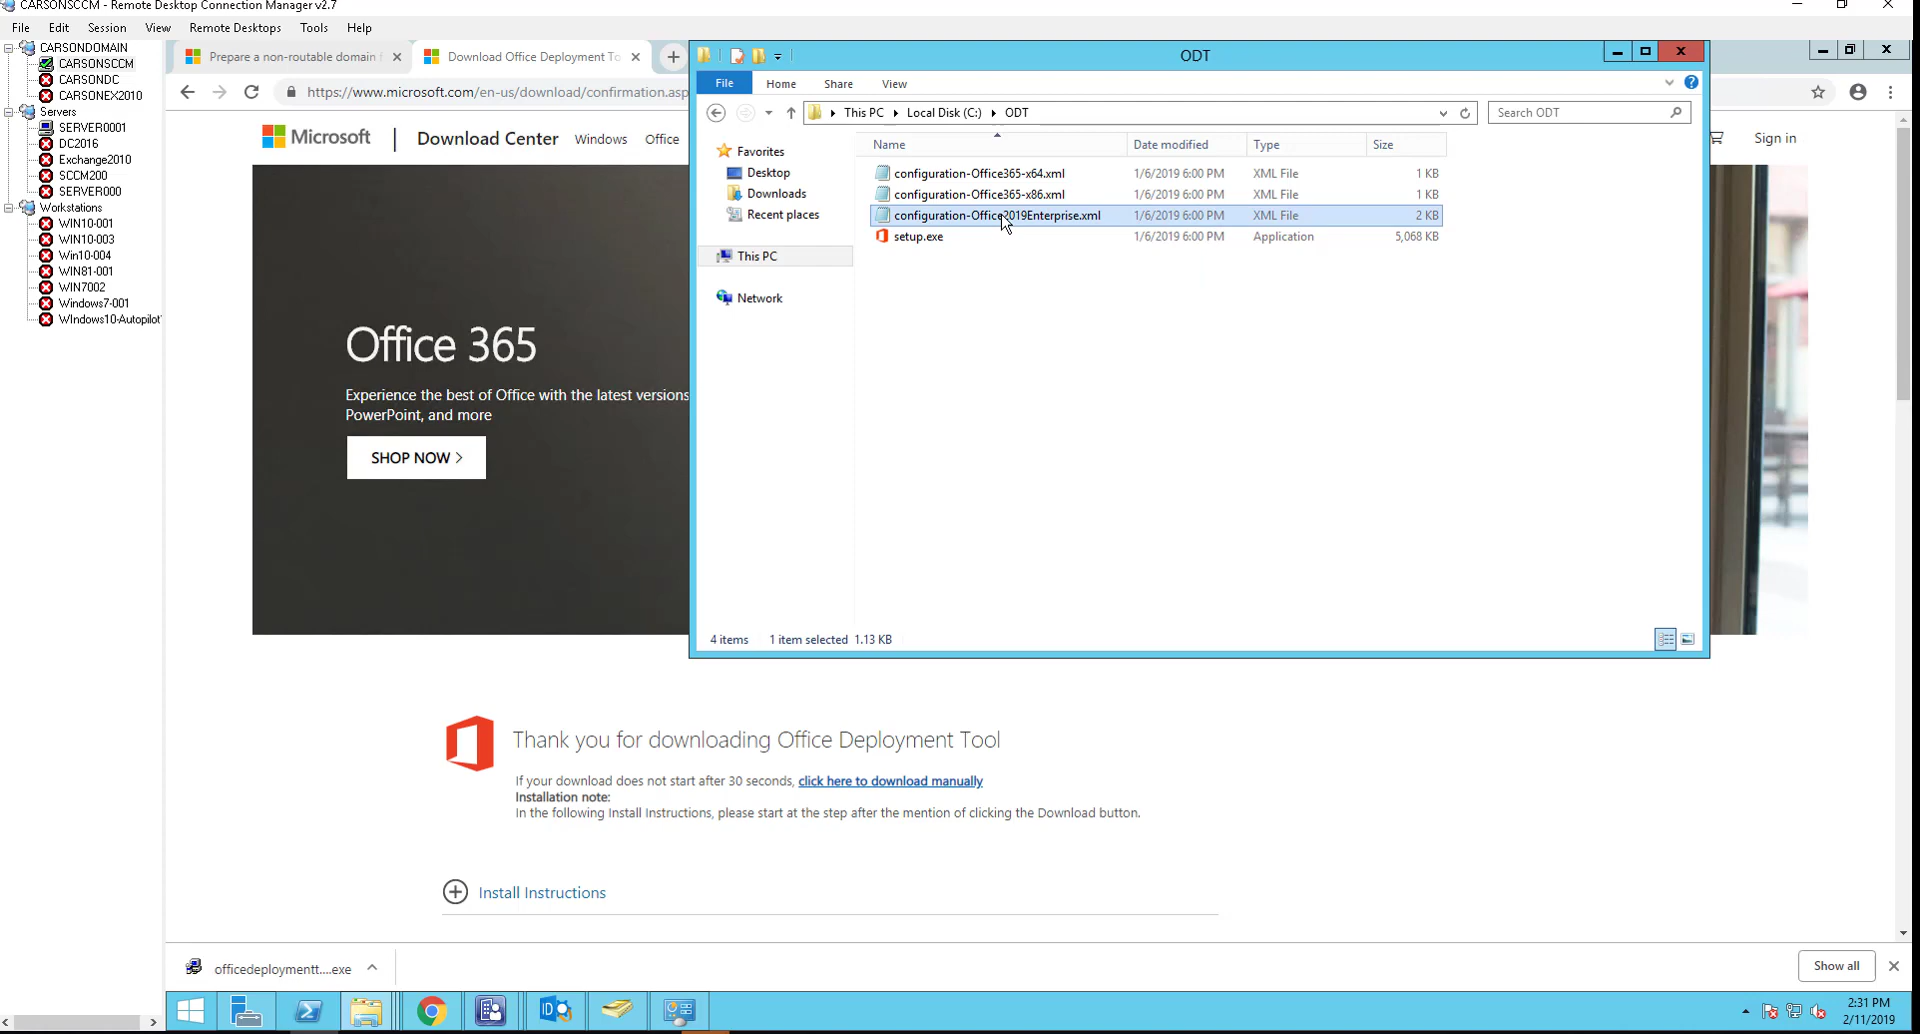 CARSONSCCM - Remote Desktop Connection Manager v2.7
File Edit Session View Remote Desktops Tools Help
CARSONDOMAIN
CARSONSCCM
CARSONDC
CARSONEX2010
Servers
SERVER0001
DC2016
Exchange2010
SCCM200
SERVER000
Workstations
WIN10-001
WIN10-003
Win10-004
WIN81-001
WIN7002
Windows7-001
WIndows10-Autopilot
Prepare a non-routable domain f
Download Office Deployment To
https://www.microsoft.com/en-us/download/confirmation.asp
Microsoft Download Center Windows Office
Sign in
Office 365
Experience the best of Office with the latest versions
PowerPoint, and more
SHOP NOW >
ODT
File Home Share View
This PC Local Disk (C:) ODT
Search ODT
Favorites
Desktop
Downloads
Recent places
This PC
Network
Name Date modified Type Size
configuration-Office365-x64.xml 1/6/2019 6:00 PM XML File 1 KB
configuration-Office365-x86.xml 1/6/2019 6:00 PM XML File 1 KB
configuration-Office2019Enterprise.xml 1/6/2019 6:00 PM XML File 2 KB
setup.exe 1/6/2019 6:00 PM Application 5,068 KB
4 items 1 item selected 1.13 KB
Thank you for downloading Office Deployment Tool
If your download does not start after 30 seconds, click here to download manually
Installation note:
In the following Install Instructions, please start at the step after the mention of clicking the Download button.
Install Instructions
officedeploymentt....exe
Show all
2:31 PM
2/11/2019